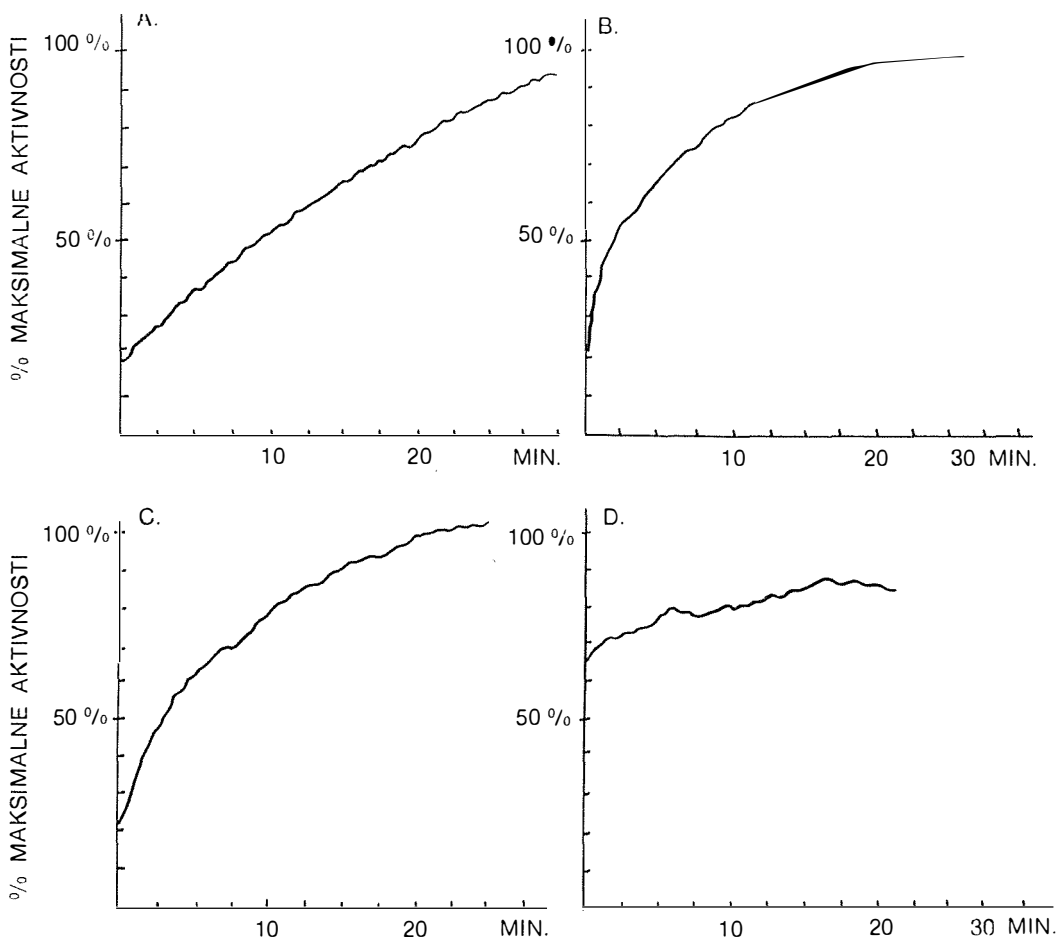 A.
100 %
50 %
10 20 MIN.
% MAKSIMALNE AKTIVNOSTI
B.
100 %
50 %
10 20 30 MIN.
C.
100 %
50 %
10 20 MIN.
% MAKSIMALNE AKTIVNOSTI
D.
100 %
50 %
10 20 30 MIN.